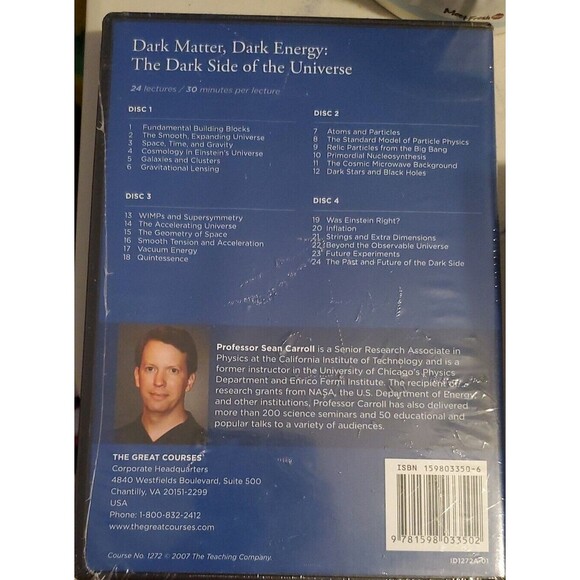 Dark Matter, Dark Energy:
The Dark Side of the Universe
24 lectures / 30 minutes per lecture
DISC 1
1 Fundamental Building Blocks
2 The Smooth, Expanding Universe
3 Space, Time, and Gravity
4 Cosmology in Einstein's Universe
5 Galaxies and Clusters
6 Gravitational Lensing
DISC 2
7 Atoms and Particles
8 The Standard Model of Particle Physics
9 Relic Particles from the Big Bang
10 Primordial Nucleosynthesis
11 The Cosmic Microwave Background
12 Dark Stars and Black Holes
DISC 3
13 WIMPs and Supersymmetry
14 The Accelerating Universe
15 The Geometry of Space
16 Smooth Tension and Acceleration
17 Vacuum Energy
18 Quintessence
DISC 4
19 Was Einstein Right?
20 Inflation
21 Strings and Extra Dimensions
22 Beyond the Observable Universe
23 Future Experiments
24 The Past and Future of the Dark Side
Professor Sean Carroll is a Senior Research Associate in
Physics at the California Institute of Technology and is a
former instructor in the University of Chicago's Physics
Department and Enrico Fermi Institute. The recipient of
research grants from NASA, the U.S. Department of Energy
and other institutions, Professor Carroll has also delivered
more than 200 science seminars and 50 educational and
popular talks to a variety of audiences.
THE GREAT COURSES
Corporate Headquarters
4840 Westfields Boulevard, Suite 500
Chantilly, VA 20151-2299
USA
Phone: 1-800-832-2412
www.thegreatcourses.com
Course No. 1272 © 2007 The Teaching Company.
ISBN 159803350-6
9 781598 033502
ID1272A-01